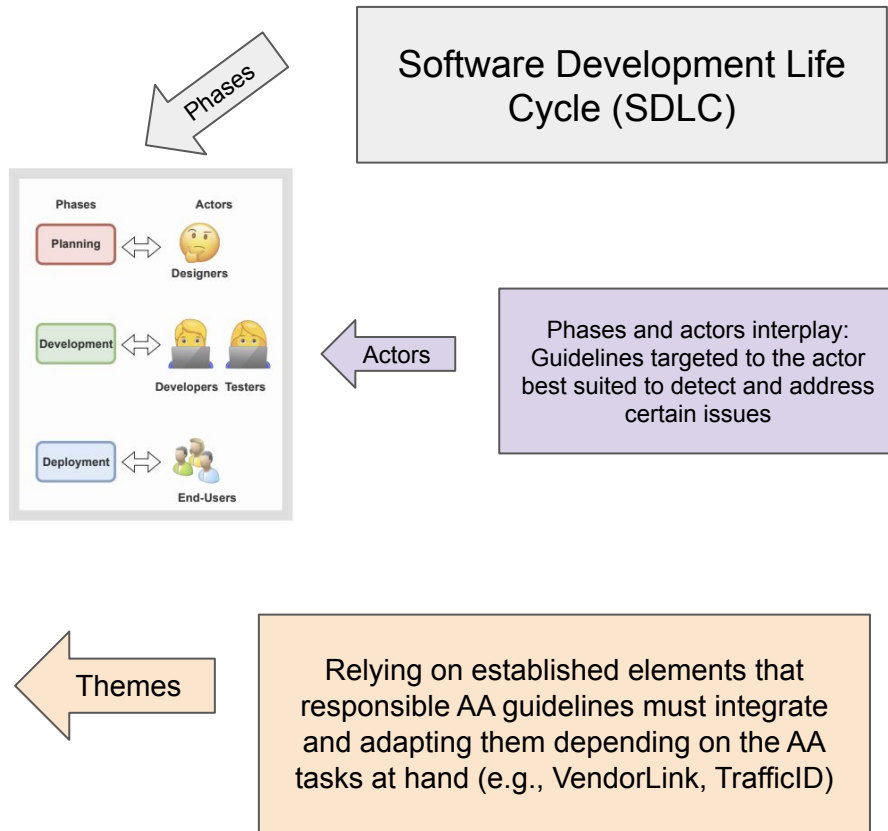 Phases
Software Development Life
Cycle (SDLC)
Phases Actors
Planning
Designers
Development
Developers Testers
Deployment
End-Users
Actors
Phases and actors interplay:
Guidelines targeted to the actor
best suited to detect and address
certain issues
Themes
Relying on established elements that
responsible AA guidelines must integrate
and adapting them depending on the AA
tasks at hand (e.g., VendorLink, TrafficID)